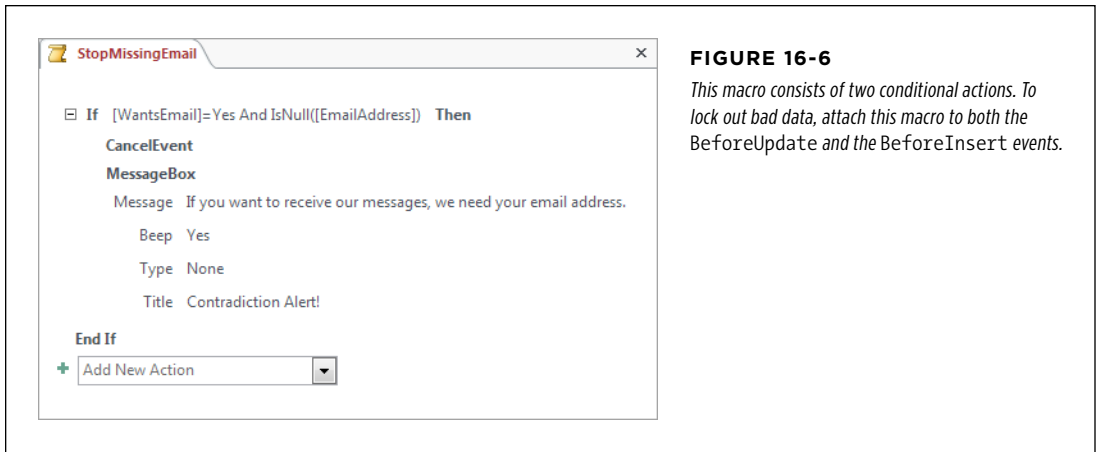 StopMissingEmail
If [WantsEmail]=Yes And IsNull([EmailAddress]) Then
CancelEvent
MessageBox
Message If you want to receive our messages, we need your email address.
Beep Yes
Type None
Title Contradiction Alert!
End If
Add New Action
FIGURE 16-6
This macro consists of two conditional actions. To
lock out bad data, attach this macro to both the
BeforeUpdate and the BeforeInsert events.